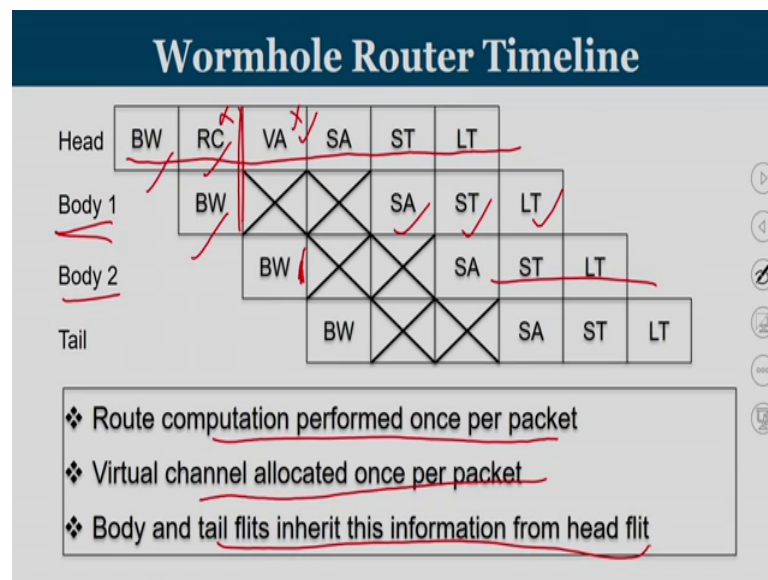 Wormhole Router Timeline
Head BW RC VA SA ST LT
Body 1 BW SA ST LT
Body 2 BW SA ST LT
Tail BW SA ST LT
❖ Route computation performed once per packet
❖ Virtual channel allocated once per packet
❖ Body and tail flits inherit this information from head flit